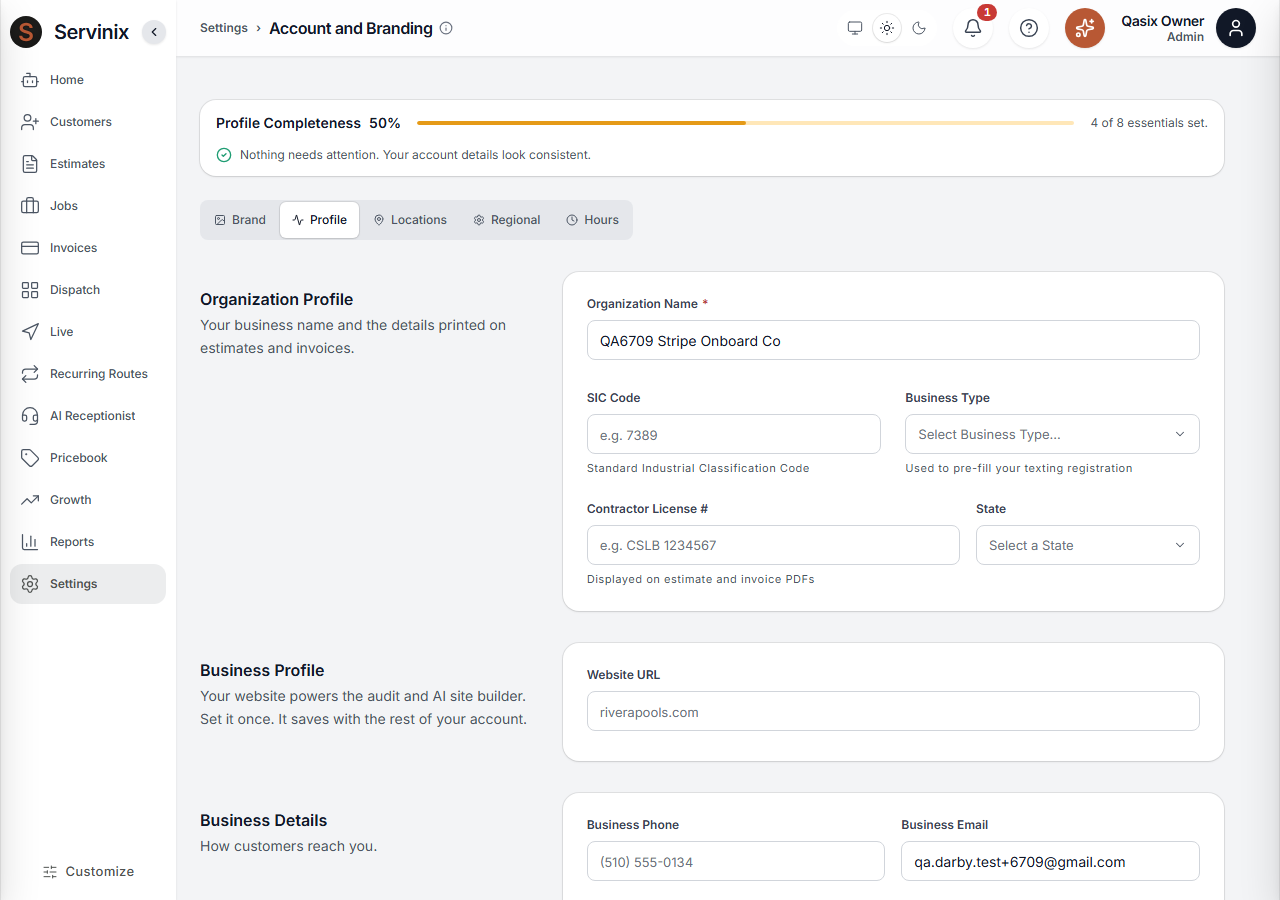 Servinix
Settings › Account and Branding
1
Qasix Owner
Admin
Home
Customers
Estimates
Jobs
Invoices
Dispatch
Live
Recurring Routes
AI Receptionist
Pricebook
Growth
Reports
Settings
Customize
Profile Completeness 50%
4 of 8 essentials set.
Nothing needs attention. Your account details look consistent.
Brand Profile Locations Regional Hours
Organization Profile
Your business name and the details printed on
estimates and invoices.
Organization Name *
QA6709 Stripe Onboard Co
SIC Code
e.g. 7389
Standard Industrial Classification Code
Business Type
Select Business Type...
Used to pre-fill your texting registration
Contractor License #
e.g. CSLB 1234567
Displayed on estimate and invoice PDFs
State
Select a State
Business Profile
Your website powers the audit and AI site builder.
Set it once. It saves with the rest of your account.
Website URL
riverapools.com
Business Details
How customers reach you.
Business Phone
(510) 555-0134
Business Email
qa.darby.test+6709@gmail.com